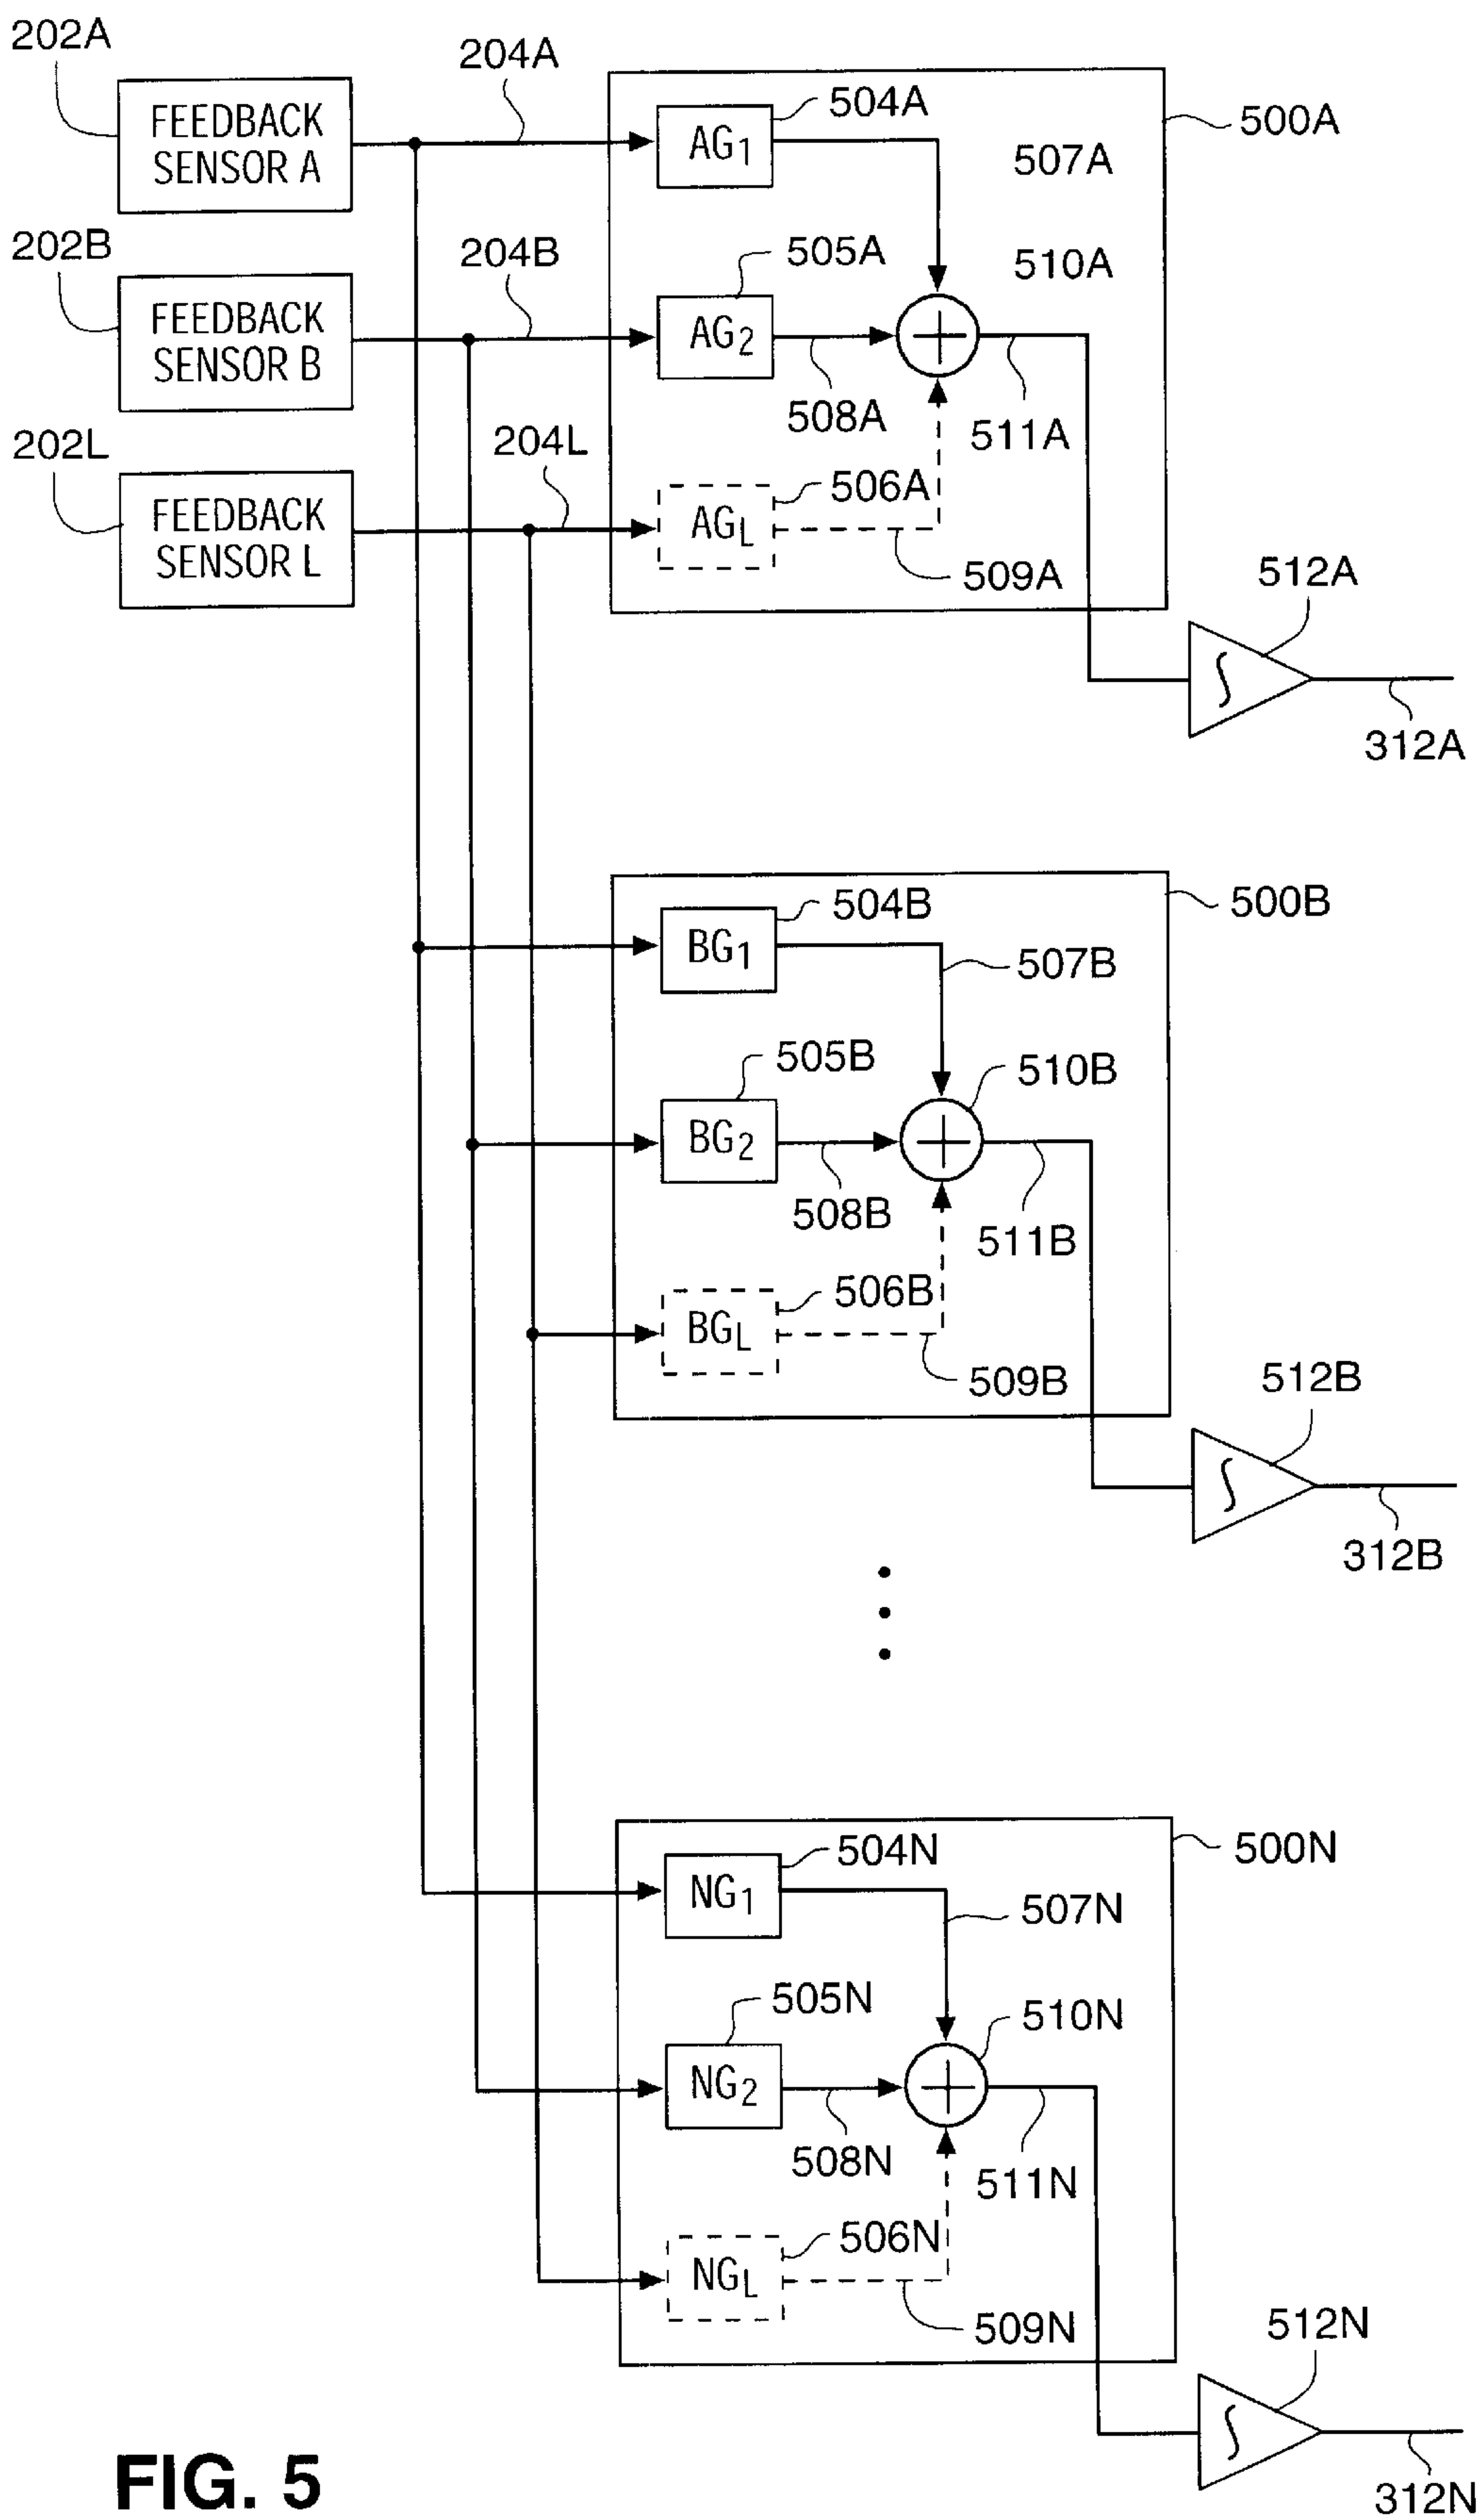 202A
204A
FEEDBACK
SENSOR A
AG1
504A
500A
507A
202B
204B
505A
510A
FEEDBACK
SENSOR B
AG2
508A
511A
202L
204L
506A
FEEDBACK
SENSOR L
AGL
509A
512A
312A
504B
500B
BG1
507B
505B
510B
BG2
508B
511B
506B
BGL
509B
512B
312B
504N
500N
NG1
507N
505N
510N
NG2
508N
511N
506N
NGL
509N
512N
312N
FIG. 5